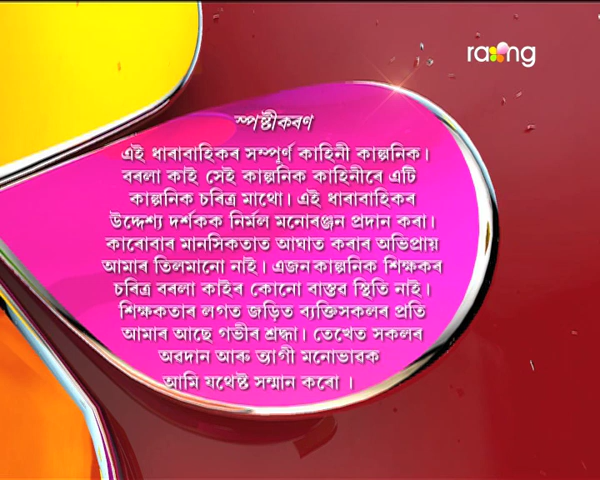 rang
স্পষ্টীকৰণ
এই ধাৰাবাহিকৰ সম্পূৰ্ণ কাহিনী কাল্পনিক।
বৰলা কাই সেই কাল্পনিক কাহিনীৰে এটি
কাল্পনিক চৰিত্ৰ মাথো। এই ধাৰাবাহিকৰ
উদ্দেশ্য দৰ্শকক নিৰ্মল মনোৰঞ্জন প্ৰদান কৰা।
কাৰোবাৰ মানসিকতাত আঘাত কৰাৰ অভিপ্ৰায়
আমাৰ তিলমানো নাই। এজন কাল্পনিক শিক্ষকৰ
চৰিত্ৰ বৰলা কাইৰ কোনো বাস্তৱ স্থিতি নাই।
শিক্ষকতাৰ লগত জড়িত ব্যক্তিসকলৰ প্ৰতি
আমাৰ আছে গভীৰ শ্ৰদ্ধা। তেখেত সকলৰ
অৱদান আৰু ত্যাগী মনোভাৱক
আমি যথেষ্ট সন্মান কৰো ।